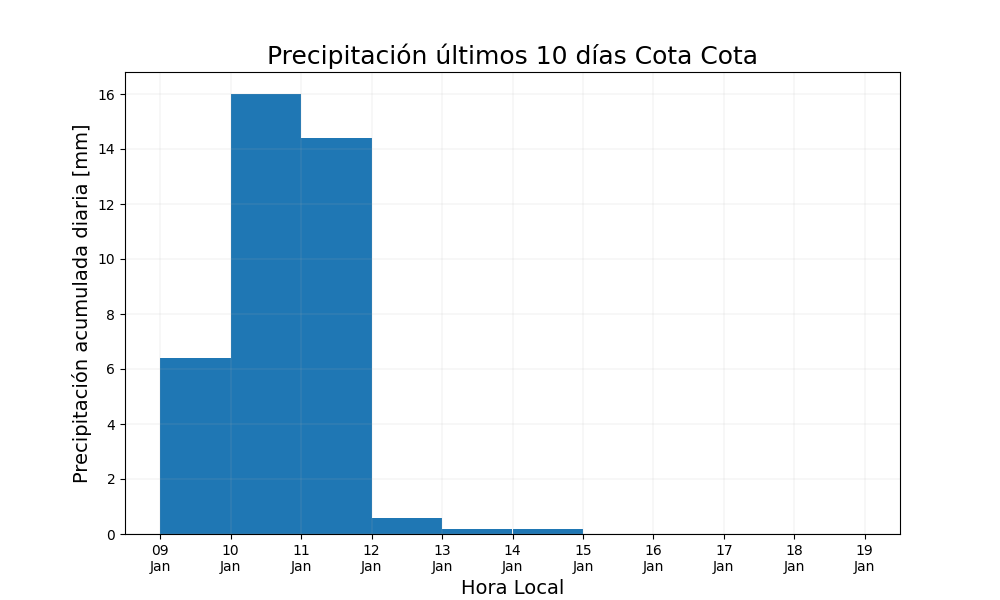 Precipitación últimos 10 días Cota Cota
Precipitación acumulada diaria [mm]
16
14
12
10
8
6
4
2
0
09 10 11 12 13 14 15 16 17 18 19
Jan Jan Jan Jan Jan Jan Jan Jan Jan Jan Jan
Hora Local